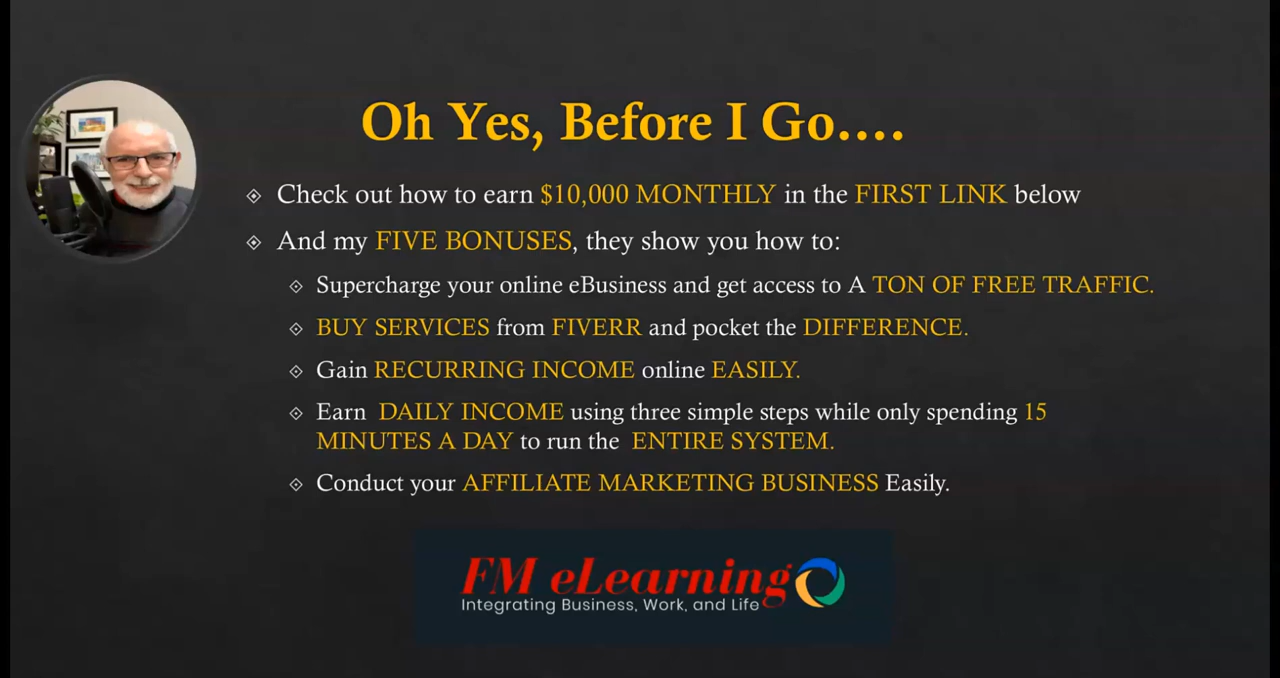 Oh Yes, Before I Go....
Check out how to earn $10,000 MONTHLY in the FIRST LINK below
And my FIVE BONUSES, they show you how to:
Supercharge your online eBusiness and get access to A TON OF FREE TRAFFIC.
BUY SERVICES from FIVERR and pocket the DIFFERENCE.
Gain RECURRING INCOME online EASILY.
Earn DAILY INCOME using three simple steps while only spending 15
MINUTES A DAY to run the ENTIRE SYSTEM.
Conduct your AFFILIATE MARKETING BUSINESS Easily.
FM eLearning
Integrating Business, Work, and Life